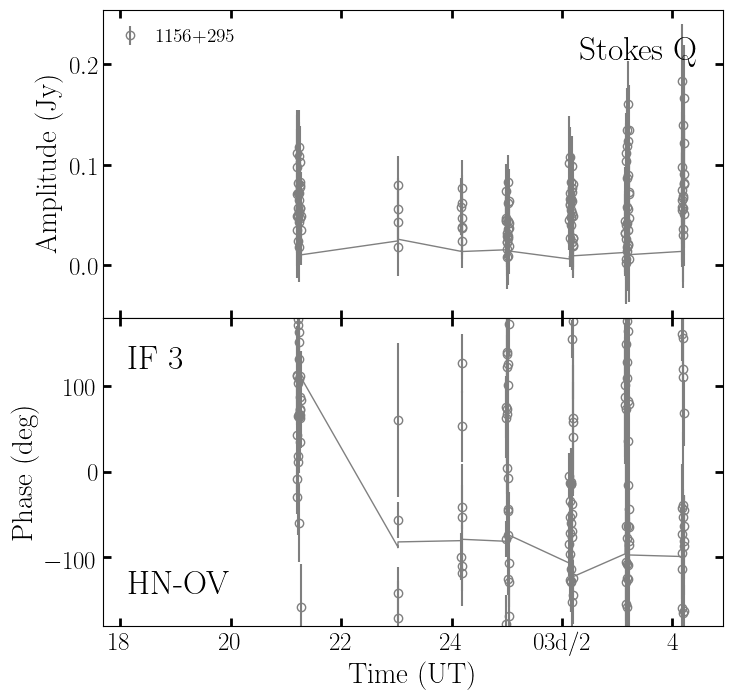 1156+295
Stokes Q
0.2
0.1
0.0
Amplitude (Jy)
IF 3
100
0
−100
Phase (deg)
HN-OV
18 20 22 24 03d/2 4
Time (UT)